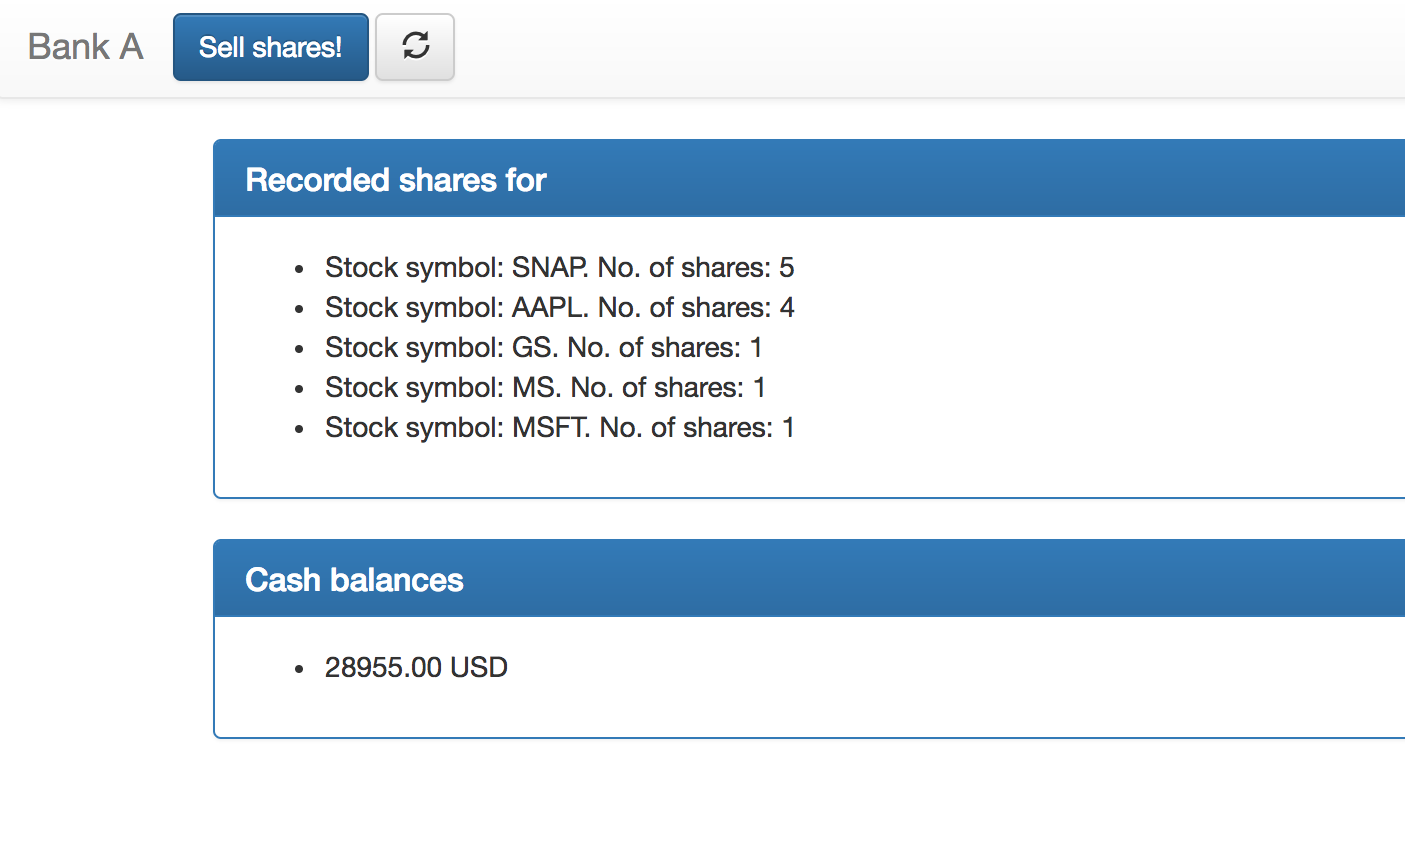 Bank A
Sell shares!
Recorded shares for
Stock symbol: SNAP. No. of shares: 5
Stock symbol: AAPL. No. of shares: 4
Stock symbol: GS. No. of shares: 1
Stock symbol: MS. No. of shares: 1
Stock symbol: MSFT. No. of shares: 1
Cash balances
28955.00 USD